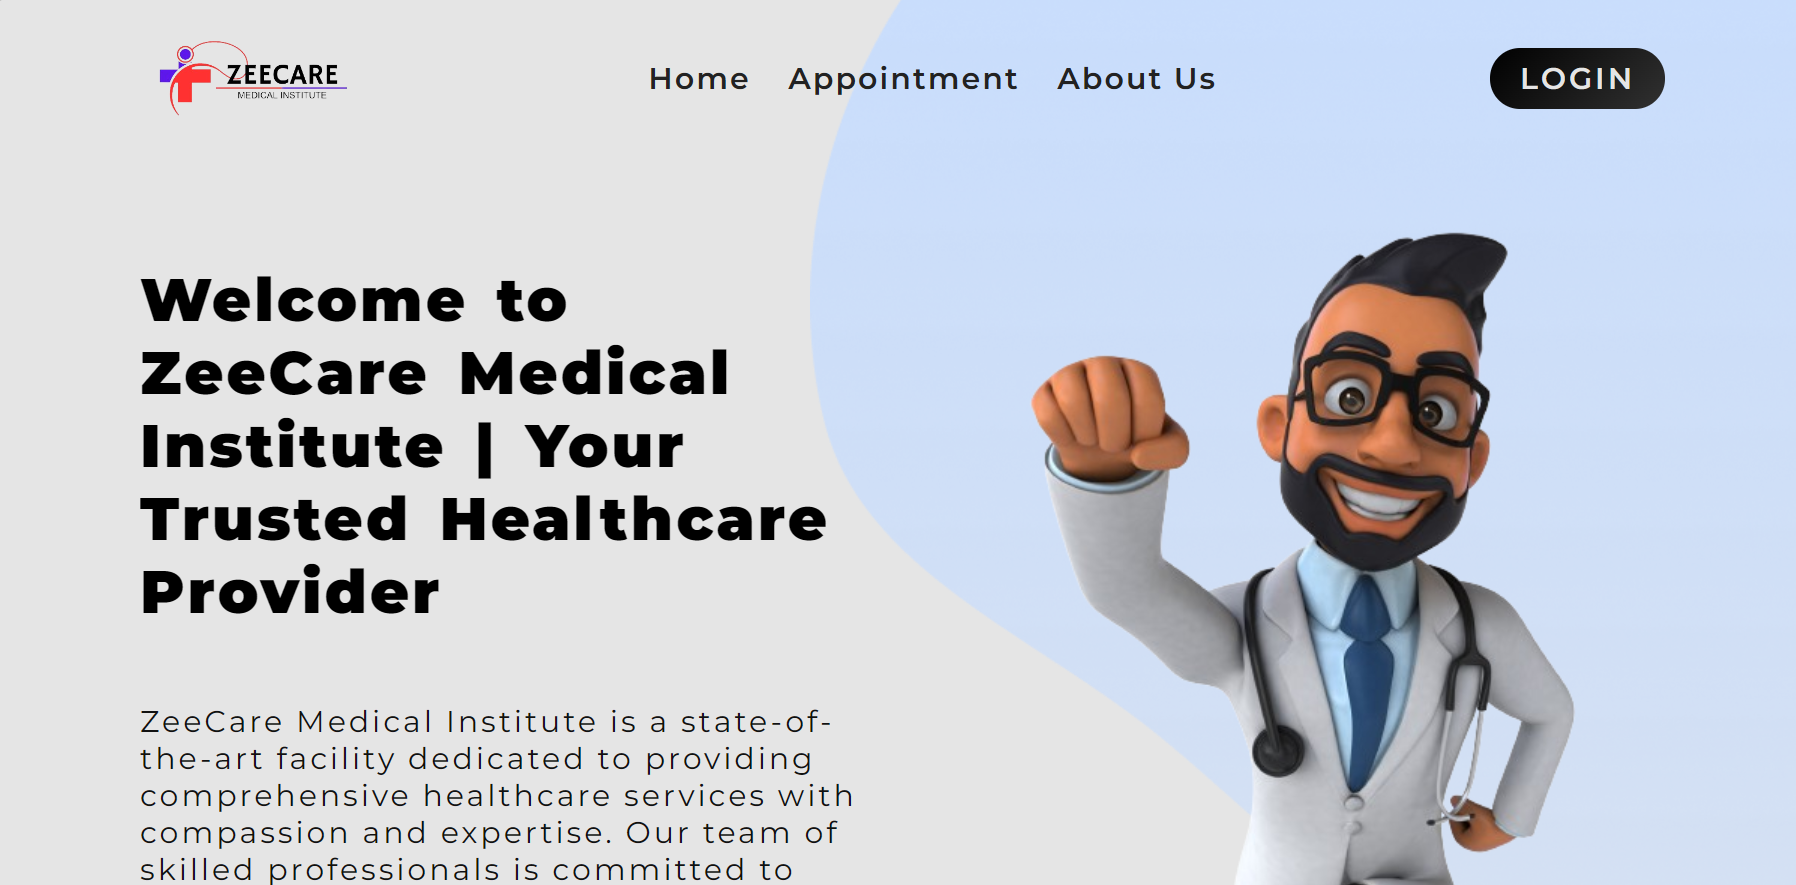 ZEECARE
MEDICAL INSTITUTE
Home Appointment About Us
LOGIN
Welcome to
ZeeCare Medical
Institute | Your
Trusted Healthcare
Provider
ZeeCare Medical Institute is a state-of-
the-art facility dedicated to providing
comprehensive healthcare services with
compassion and expertise. Our team of
skilled professionals is committed to